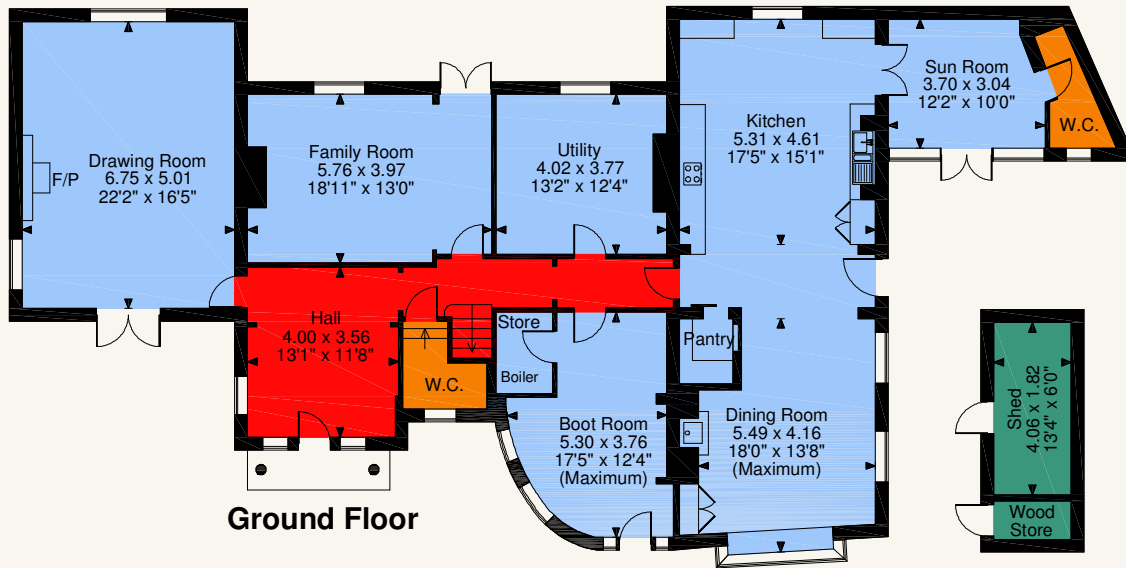 Drawing Room
6.75 x 5.01
22'2" x 16'5"
F/P
Family Room
5.76 x 3.97
18'11" x 13'0"
Utility
4.02 x 3.77
13'2" x 12'4"
Kitchen
5.31 x 4.61
17'5" x 15'1"
Sun Room
3.70 x 3.04
12'2" x 10'0"
W.C.
Hall
4.00 x 3.56
13'1" x 11'8"
W.C.
Store
Boiler
Pantry
Boot Room
5.30 x 3.76
17'5" x 12'4"
(Maximum)
Dining Room
5.49 x 4.16
18'0" x 13'8"
(Maximum)
Shed
4.06 x 1.82
13'4" x 6'0"
Wood
Store
Ground Floor